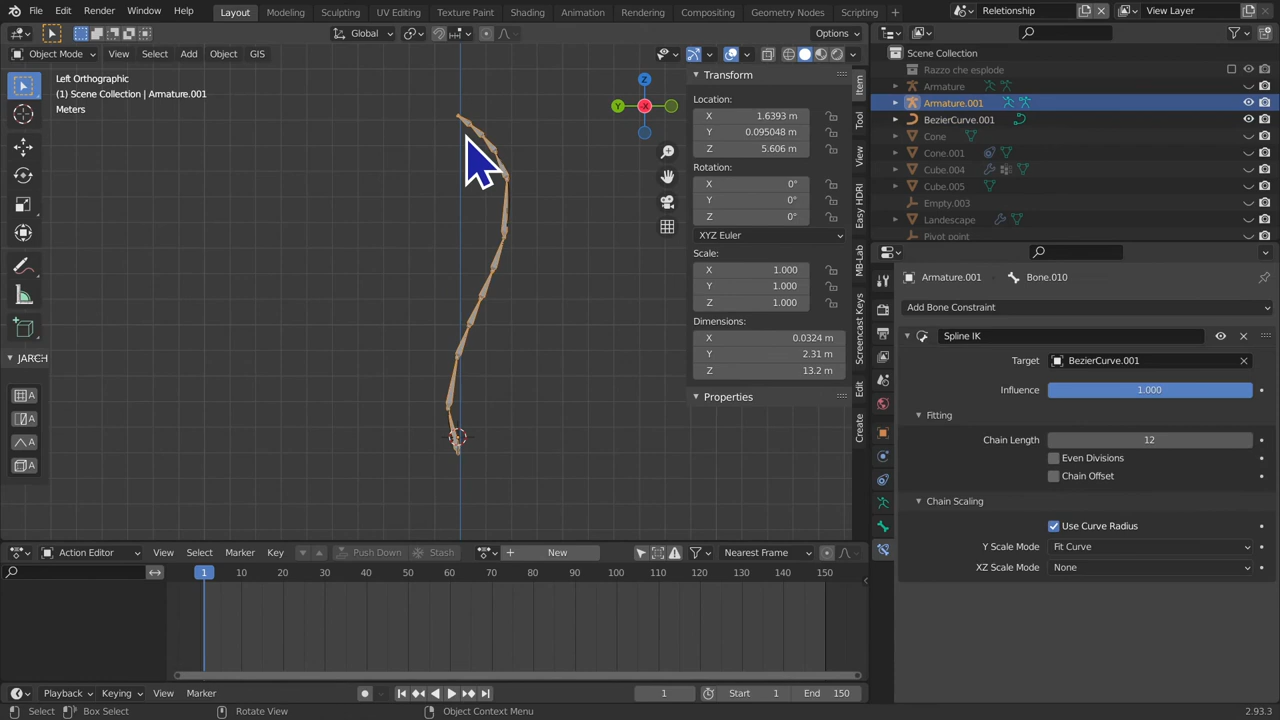 File Edit Render Window Help Layout Modeling Sculpting UV Editing Texture Paint Shading Animation Rendering Compositing Geometry Nodes Scripting + Relationship View Layer
Global Options
Object Mode View Select Add Object GIS
Left Orthographic
(1) Scene Collection | Armature.001
Meters
Z
Y
X
JARCH
A
A
A
A
Transform
Location:
X 1.6393 m
Y 0.095048 m
Z 5.606 m
Rotation:
X 0°
Y 0°
Z 0°
XYZ Euler
Scale:
X 1.000
Y 1.000
Z 1.000
Dimensions:
X 0.0324 m
Y 2.31 m
Z 13.2 m
Properties
Item
Tool
View
Easy HDRI
MB-Lab
Screencast Keys
Edit
Create
Scene Collection
Razzo che esplode
Armature
Armature.001
BezierCurve.001
Cone
Cone.001
Cube.004
Cube.005
Empty.003
Landscape
Pivot point
Armature.001 Bone.010
Add Bone Constraint
Spline IK
Target BezierCurve.001
Influence 1.000
Fitting
Chain Length 12
Even Divisions
Chain Offset
Chain Scaling
Use Curve Radius
Y Scale Mode Fit Curve
XZ Scale Mode None
Action Editor View Select Marker Key Push Down Stash New Nearest Frame
1 10 20 30 40 50 60 70 80 90 100 110 120 130 140 150
Playback Keying View Marker 1 Start 1 End 150
Select Box Select Rotate View Object Context Menu 2.93.3